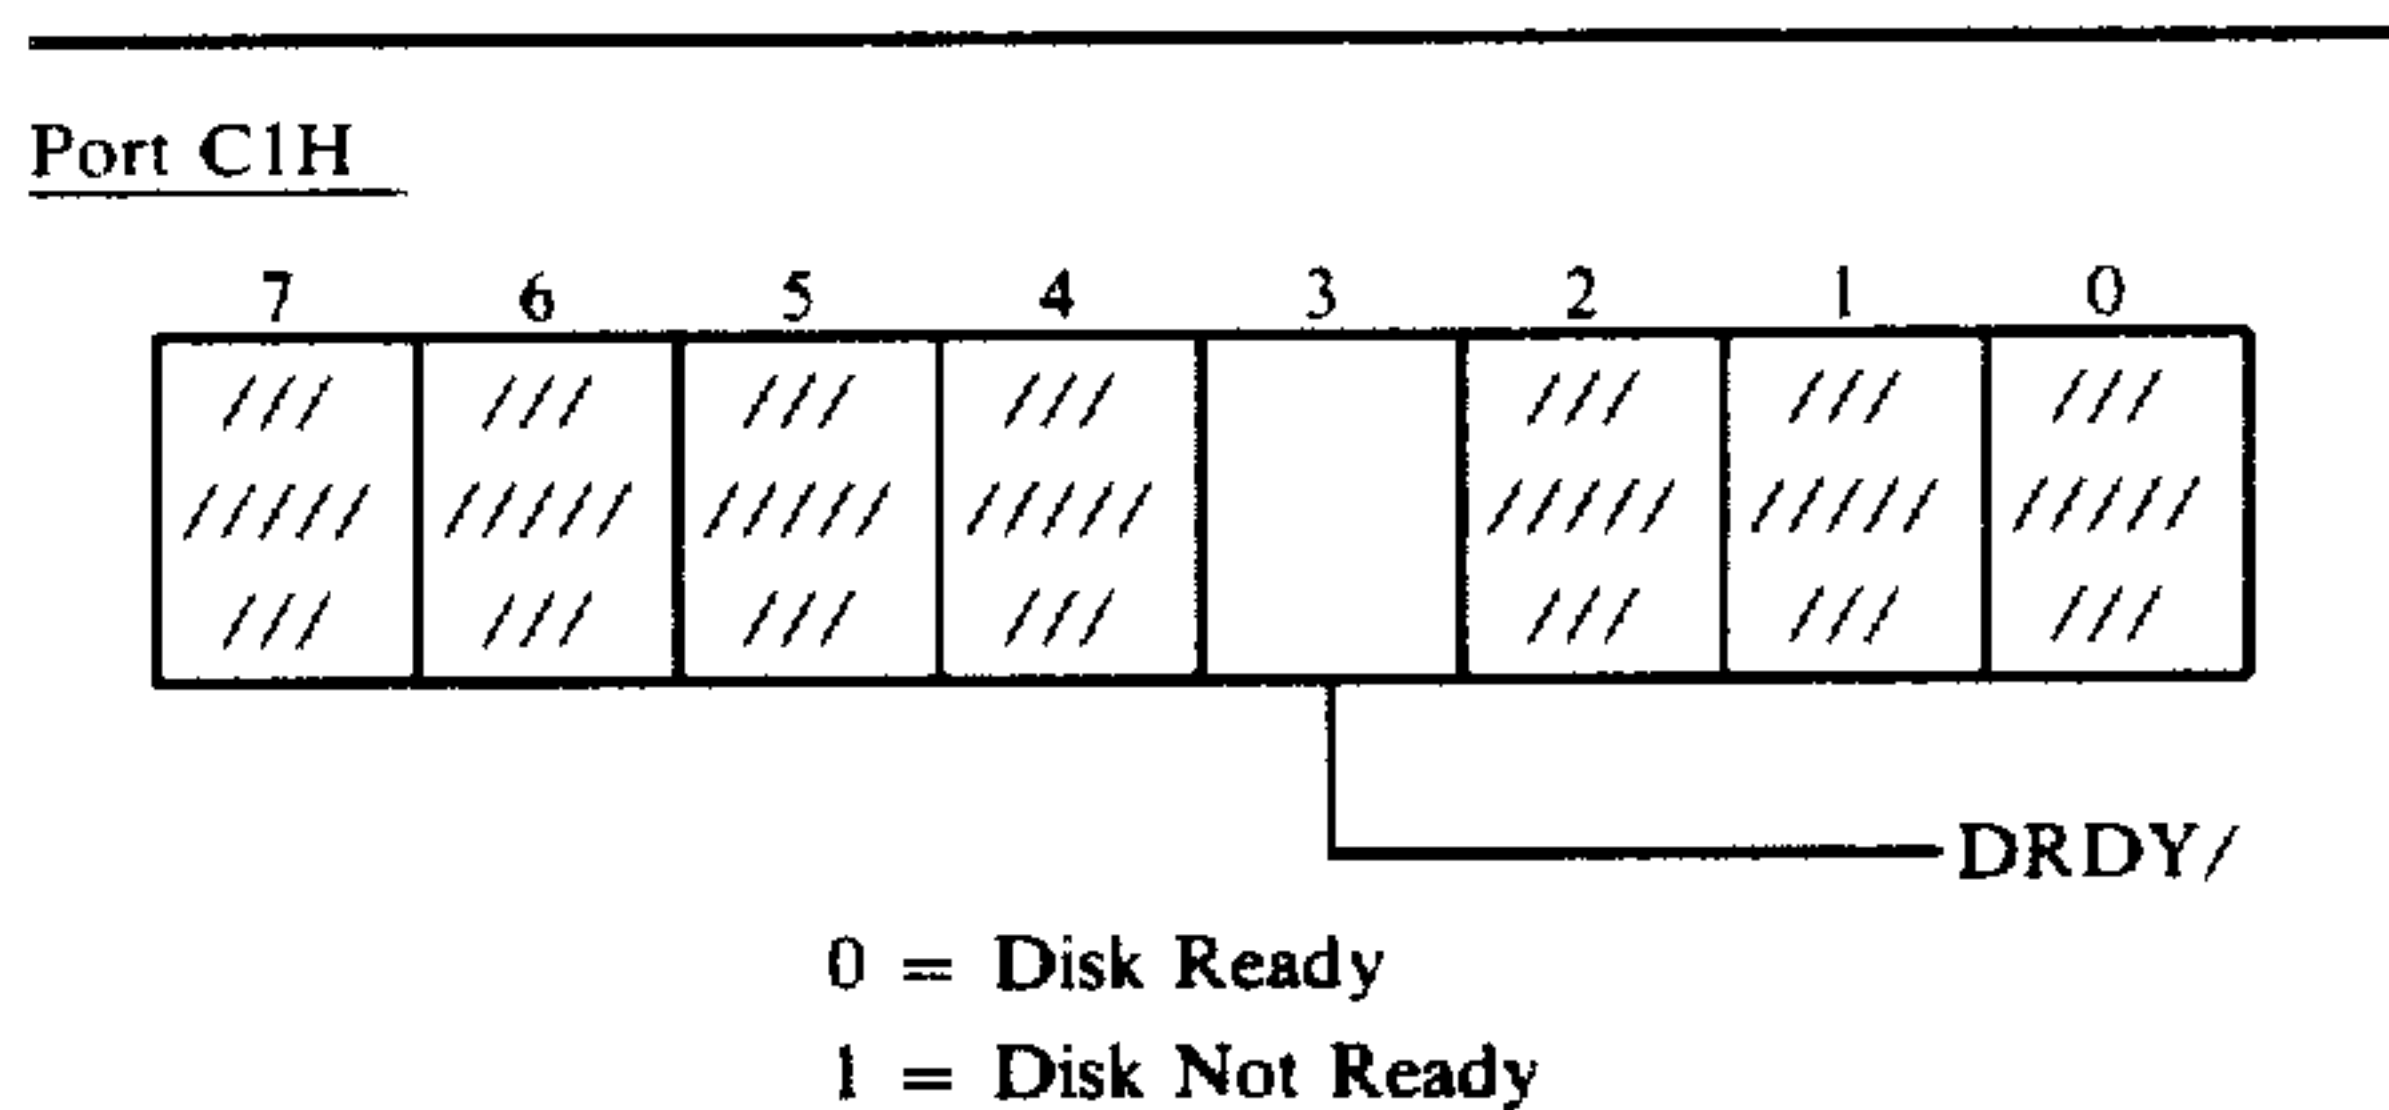 Port C1H
7 6 5 4 3 2 1 0
/// /// /// /// /// /// ///
///// ///// ///// ///// ///// ///// /////
/// /// /// /// /// /// ///
DRDY/
0 = Disk Ready
1 = Disk Not Ready